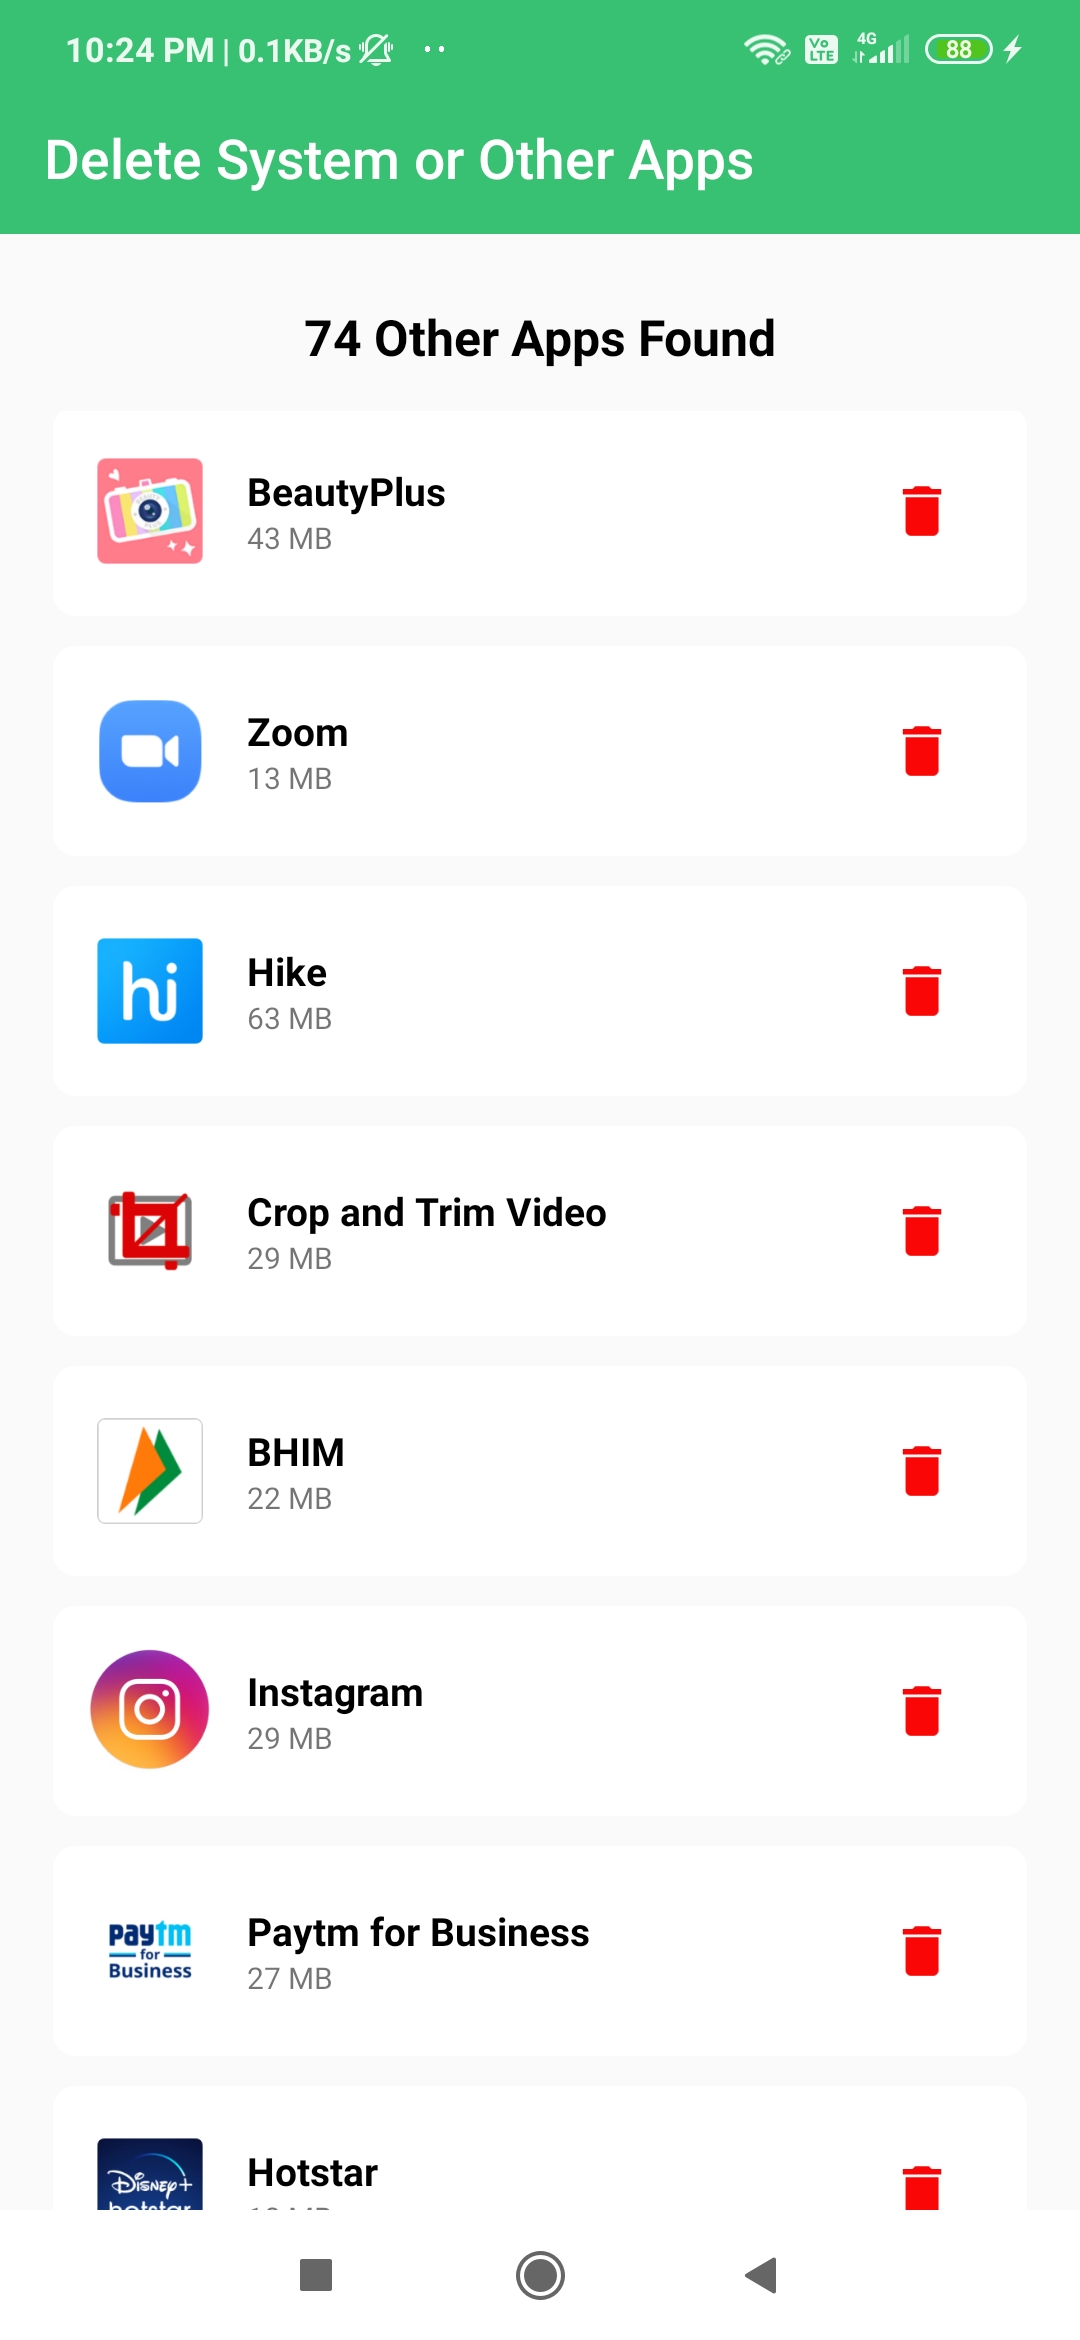 10:24 PM | 0.1KB/s
Vo LTE
4G
88
Delete System or Other Apps
74 Other Apps Found
BeautyPlus
43 MB
Zoom
13 MB
hi
Hike
63 MB
Crop and Trim Video
29 MB
BHIM
22 MB
Instagram
29 MB
paytm
for
Business
Paytm for Business
27 MB
Disney+
hotstar
Hotstar